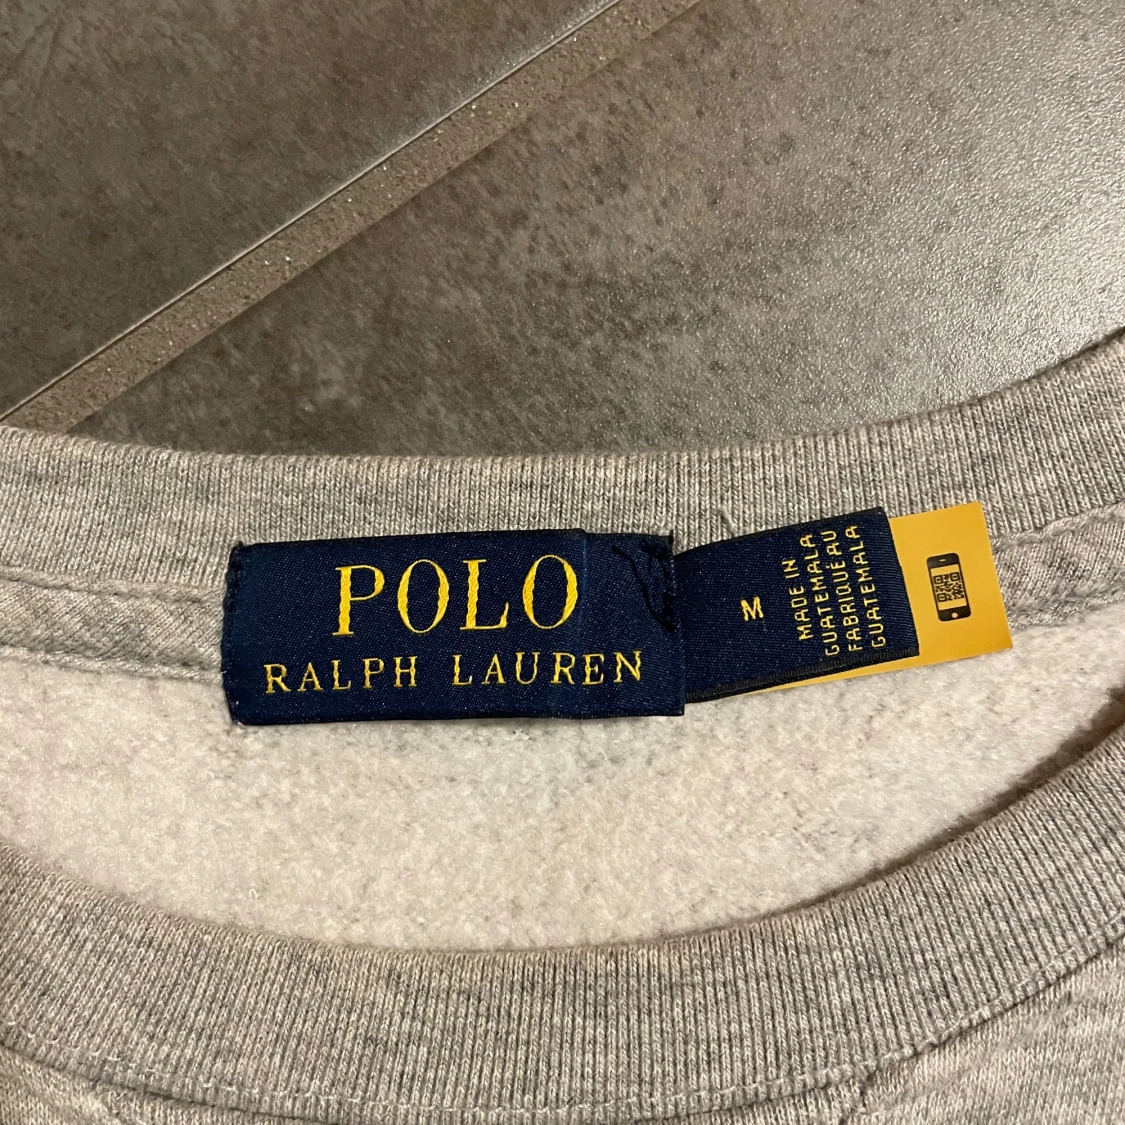 POLO
RALPH LAUREN
M
MADE IN
GUATEMALA
FABRIQUÉ AU
GUATEMALA